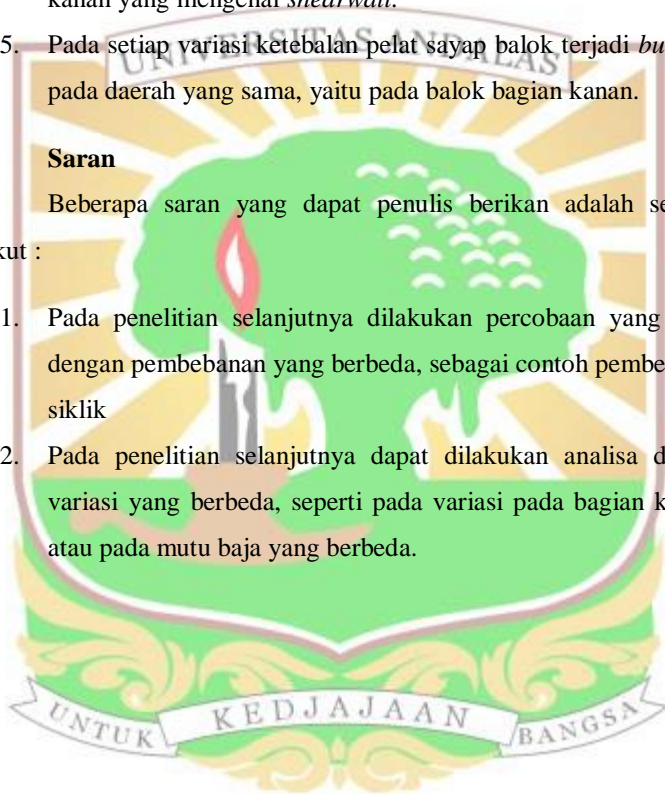 kanan yang mengenai shearwall.
5. Pada setiap variasi ketebalan pelat sayap balok terjadi bu
pada daerah yang sama, yaitu pada balok bagian kanan.
UNIVERSITAS ANDALAS
Saran
Beberapa saran yang dapat penulis berikan adalah se
kut :
1. Pada penelitian selanjutnya dilakukan percobaan yang
dengan pembebanan yang berbeda, sebagai contoh pembe
siklik
2. Pada penelitian selanjutnya dapat dilakukan analisa d
variasi yang berbeda, seperti pada variasi pada bagian k
atau pada mutu baja yang berbeda.
UNTUK KEDJAJAAN BANGSA